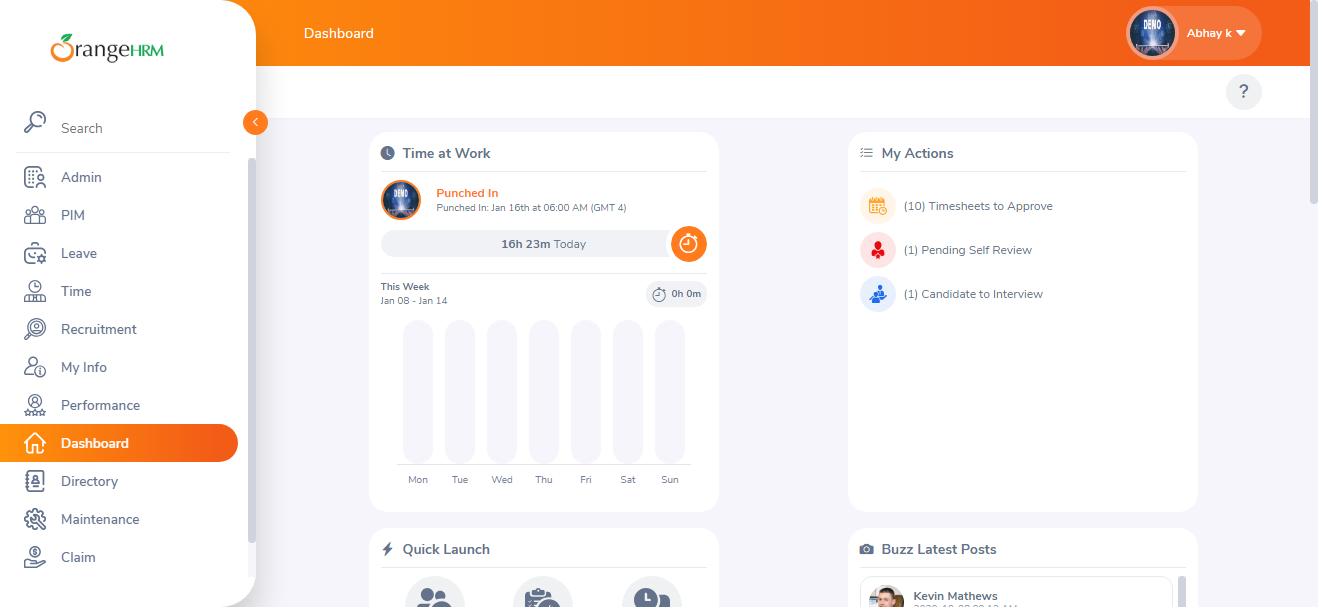 OrangeHRM
Search
Admin
PIM
Leave
Time
Recruitment
My Info
Performance
Dashboard
Directory
Maintenance
Claim
Dashboard
DEMO
Abhay k
?
Time at Work
DEMO
Punched In
Punched In: Jan 16th at 06:00 AM (GMT 4)
16h 23m Today
This Week
Jan 08 - Jan 14
0h 0m
Mon Tue Wed Thu Fri Sat Sun
My Actions
(10) Timesheets to Approve
(1) Pending Self Review
(1) Candidate to Interview
Quick Launch
Buzz Latest Posts
Kevin Mathews